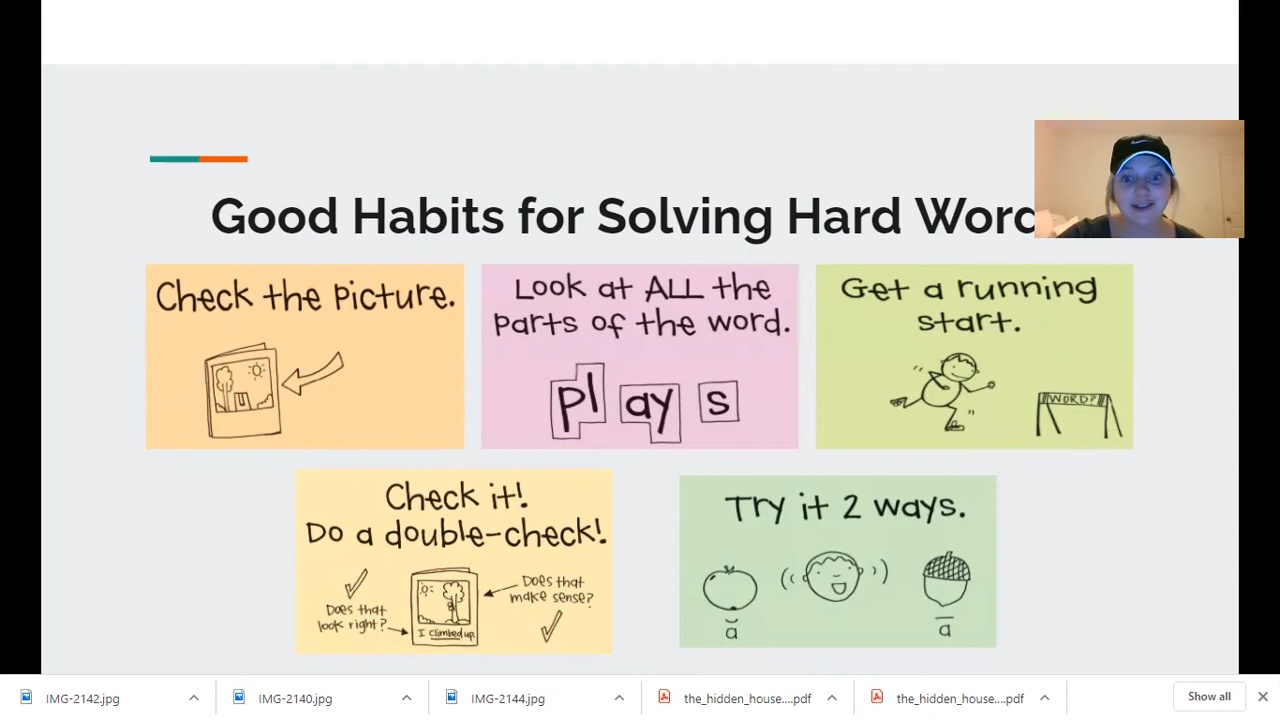 Good Habits for Solving Hard Word
Check the picture.
Look at ALL the
parts of the word.
pl ay s
Get a running
start.
WORD?
Check it!
Do a double-check!
Does that
look right?
I climbed up.
Does that
make sense?
Try it 2 ways.
ă
ā
IMG-2142.jpg
IMG-2140.jpg
IMG-2144.jpg
the_hidden_house....pdf
the_hidden_house....pdf
Show all